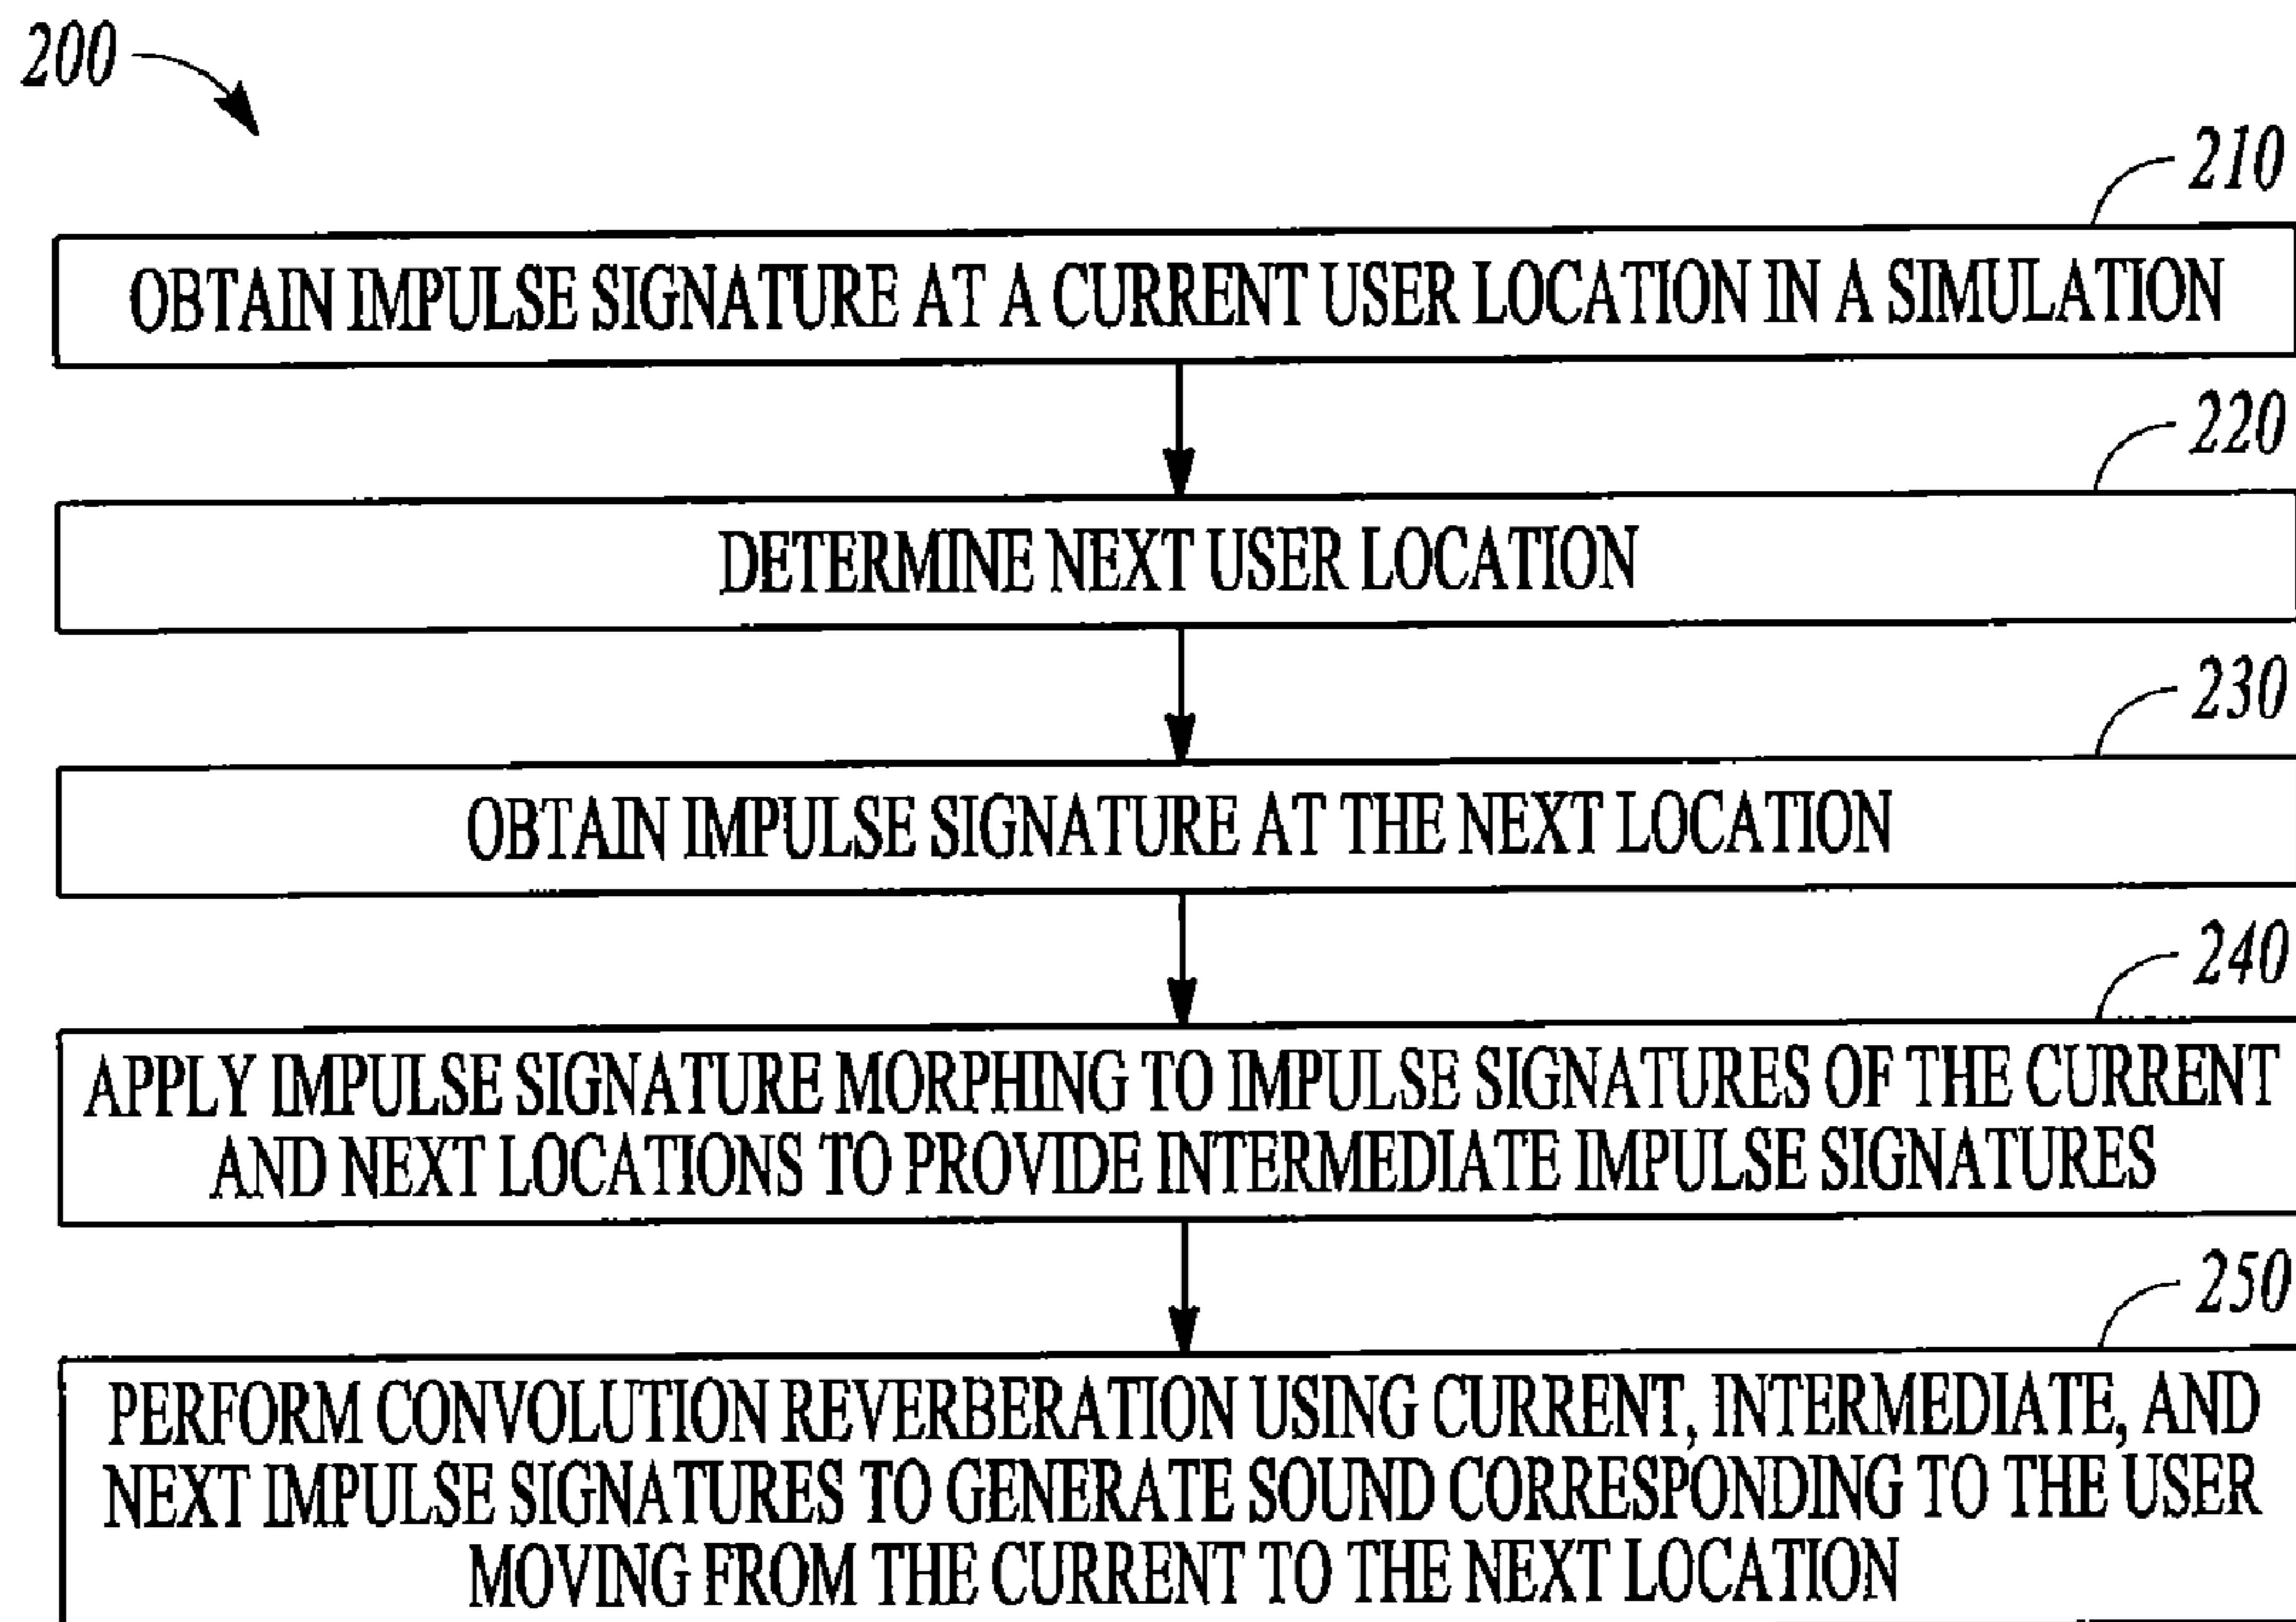 200
210
OBTAIN IMPULSE SIGNATURE AT A CURRENT USER LOCATION IN A SIMULATION
220
DETERMINE NEXT USER LOCATION
230
OBTAIN IMPULSE SIGNATURE AT THE NEXT LOCATION
240
APPLY IMPULSE SIGNATURE MORPHING TO IMPULSE SIGNATURES OF THE CURRENT
AND NEXT LOCATIONS TO PROVIDE INTERMEDIATE IMPULSE SIGNATURES
250
PERFORM CONVOLUTION REVERBERATION USING CURRENT, INTERMEDIATE, AND
NEXT IMPULSE SIGNATURES TO GENERATE SOUND CORRESPONDING TO THE USER
MOVING FROM THE CURRENT TO THE NEXT LOCATION